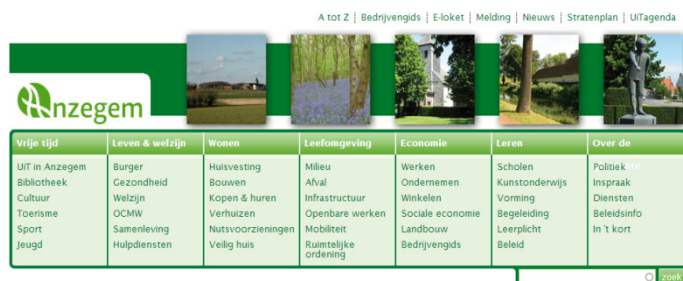 A tot Z ¦ Bedrijvengids ¦ E-loket ¦ Melding ¦ Nieuws ¦ Stratenplan ¦ UiTagenda
Anzegem
Vrije tijd
UiT in Anzegem
Bibliotheek
Cultuur
Toerisme
Sport
Jeugd
Leven & welzijn
Burger
Gezondheid
Welzijn
OCMW
Samenleving
Hulpdiensten
Wonen
Huisvesting
Bouwen
Kopen & huren
Verhuizen
Nutsvoorzieningen
Veilig huis
Leefomgeving
Milieu
Afval
Infrastructuur
Openbare werken
Mobiliteit
Ruimtelijke
ordening
Economie
Werken
Ondernemen
Winkelen
Sociale economie
Landbouw
Bedrijvengids
Leren
Scholen
Kunstonderwijs
Vorming
Begeleiding
Leerplicht
Beleid
Over de
Politiek
Inspraak
Diensten
Beleidsinfo
In 't kort
zoek